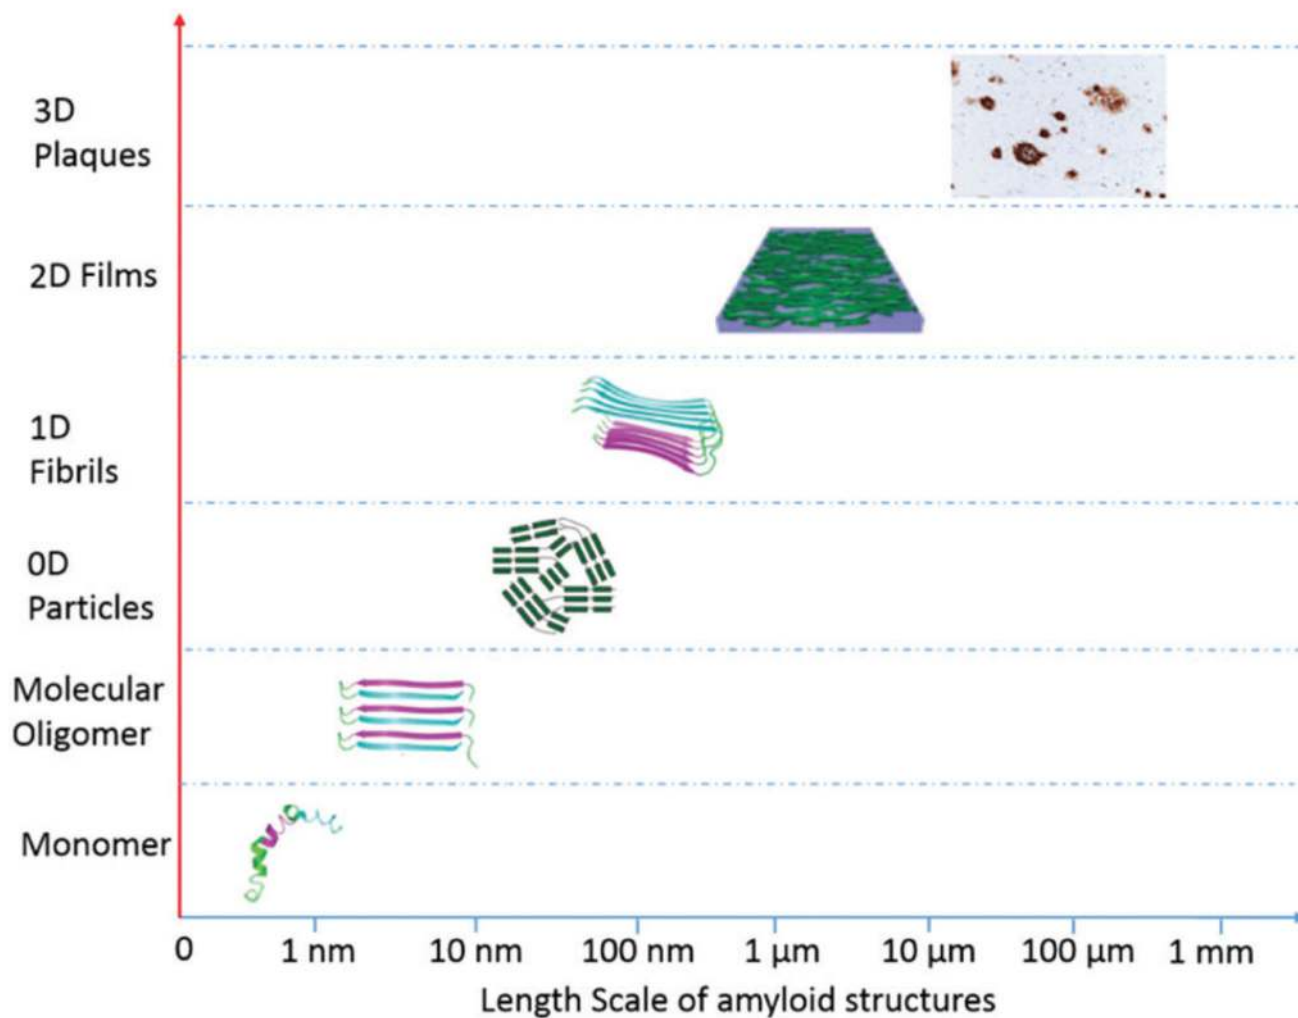 3D
Plaques
2D Films
1D
Fibrils
0D
Particles
Molecular
Oligomer
Monomer
0 1 nm 10 nm 100 nm 1 μm 10 μm 100 μm 1 mm
Length Scale of amyloid structures